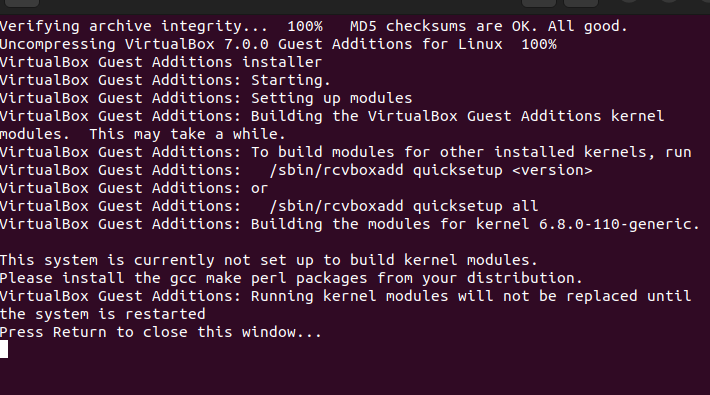 Verifying archive integrity...  100%   MD5 checksums are OK. All good.
Uncompressing VirtualBox 7.0.0 Guest Additions for Linux  100%
VirtualBox Guest Additions installer
VirtualBox Guest Additions: Starting.
VirtualBox Guest Additions: Setting up modules
VirtualBox Guest Additions: Building the VirtualBox Guest Additions kernel
modules.  This may take a while.
VirtualBox Guest Additions: To build modules for other installed kernels, run
VirtualBox Guest Additions:   /sbin/rcvboxadd quicksetup <version>
VirtualBox Guest Additions: or
VirtualBox Guest Additions:   /sbin/rcvboxadd quicksetup all
VirtualBox Guest Additions: Building the modules for kernel 6.8.0-110-generic.

This system is currently not set up to build kernel modules.
Please install the gcc make perl packages from your distribution.
VirtualBox Guest Additions: Running kernel modules will not be replaced until
the system is restarted
Press Return to close this window...